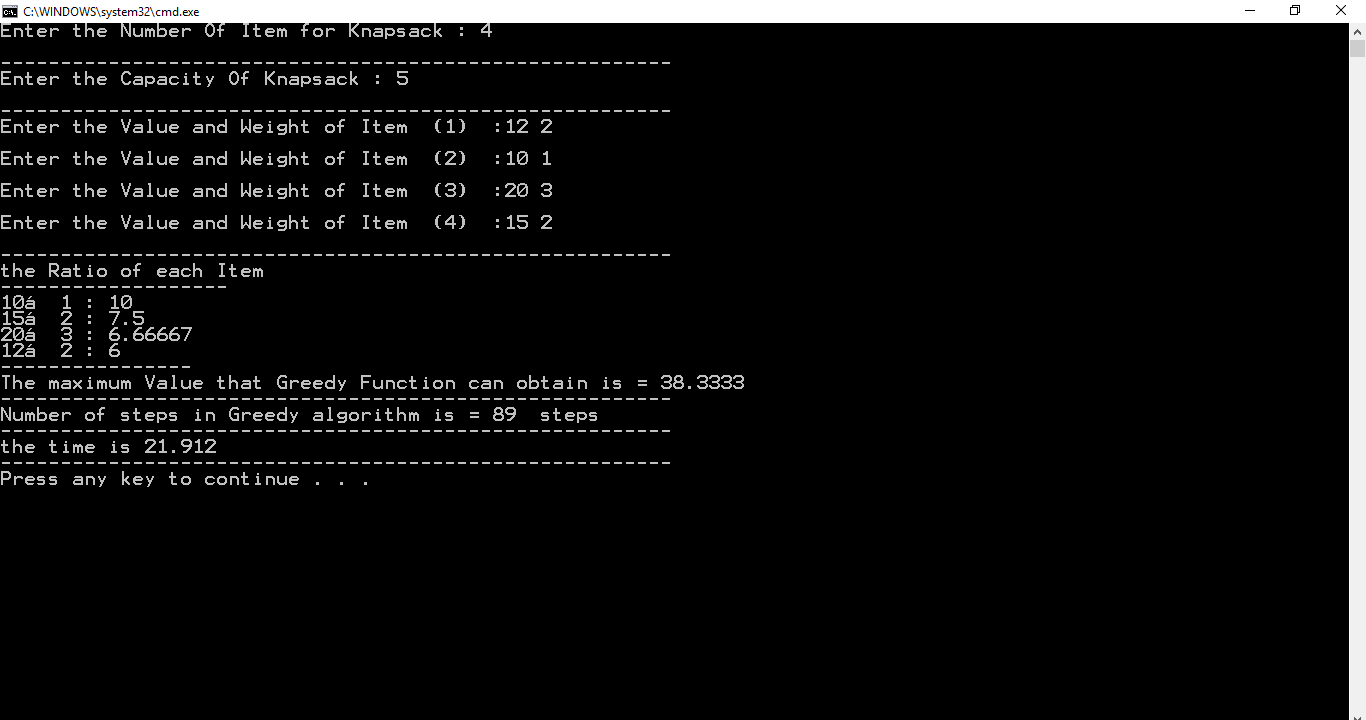 C:\WINDOWS\system32\cmd.exe
Enter the Number Of Item for Knapsack : 4
--------------------------------------------------------
Enter the Capacity Of Knapsack : 5
--------------------------------------------------------
Enter the Value and Weight of Item  (1)  :12 2
Enter the Value and Weight of Item  (2)  :10 1
Enter the Value and Weight of Item  (3)  :20 3
Enter the Value and Weight of Item  (4)  :15 2
--------------------------------------------------------
the Ratio of each Item
-------------------
10á  1 : 10
15á  2 : 7.5
20á  3 : 6.66667
12á  2 : 6
----------------
The maximum Value that Greedy Function can obtain is = 38.3333
--------------------------------------------------------
Number of steps in Greedy algorithm is = 89  steps
--------------------------------------------------------
the time is 21.912
--------------------------------------------------------
Press any key to continue . . .